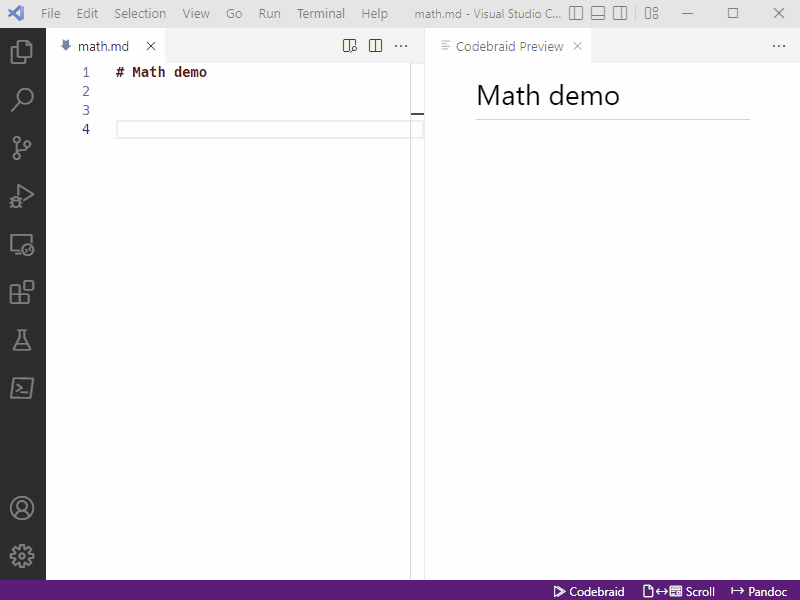 File Edit Selection View Go Run Terminal Help math.md - Visual Studio C...
math.md
Codebraid Preview
1 # Math demo
2
3
4
Math demo
Codebraid Scroll Pandoc